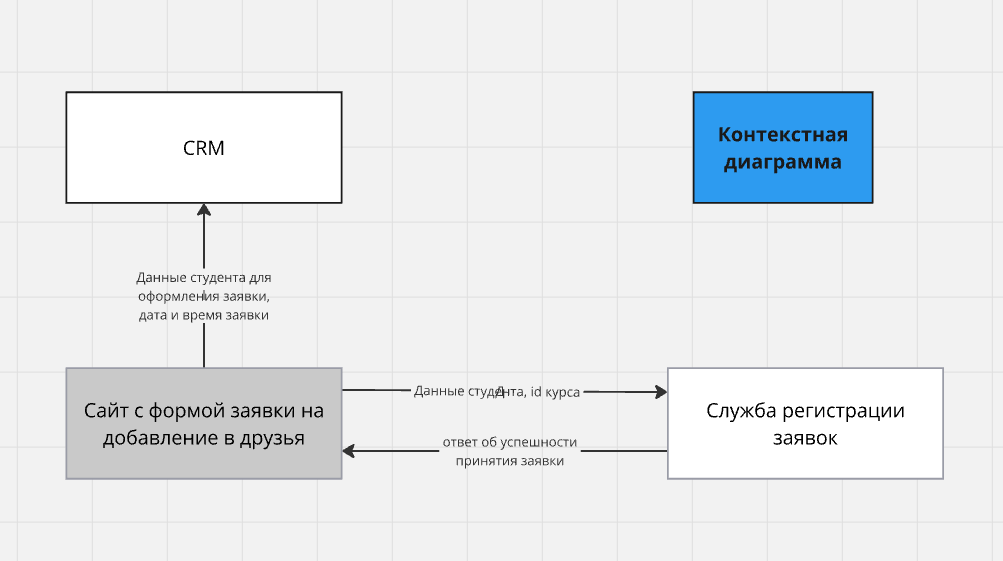 CRM
Контекстная
диаграмма
Данные студента для
оформления заявки,
дата и время заявки
Сайт с формой заявки на
добавление в друзья
Данные студента, id курса
ответ об успешности
принятия заявки
Служба регистрации
заявок